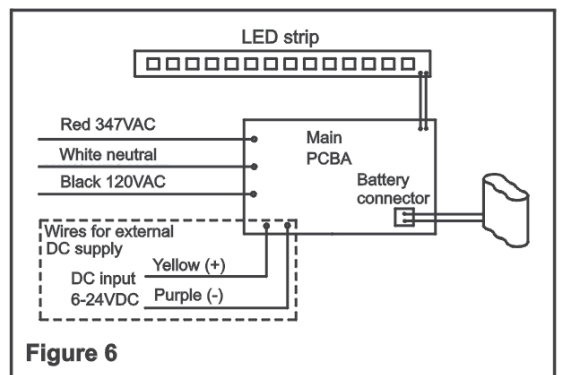 LED strip
Red 347VAC
White neutral
Black 120VAC
Main
PCBA
Battery
connector
Wires for external
DC supply
DC input
6-24VDC
Yellow (+)
Purple (-)
Figure 6